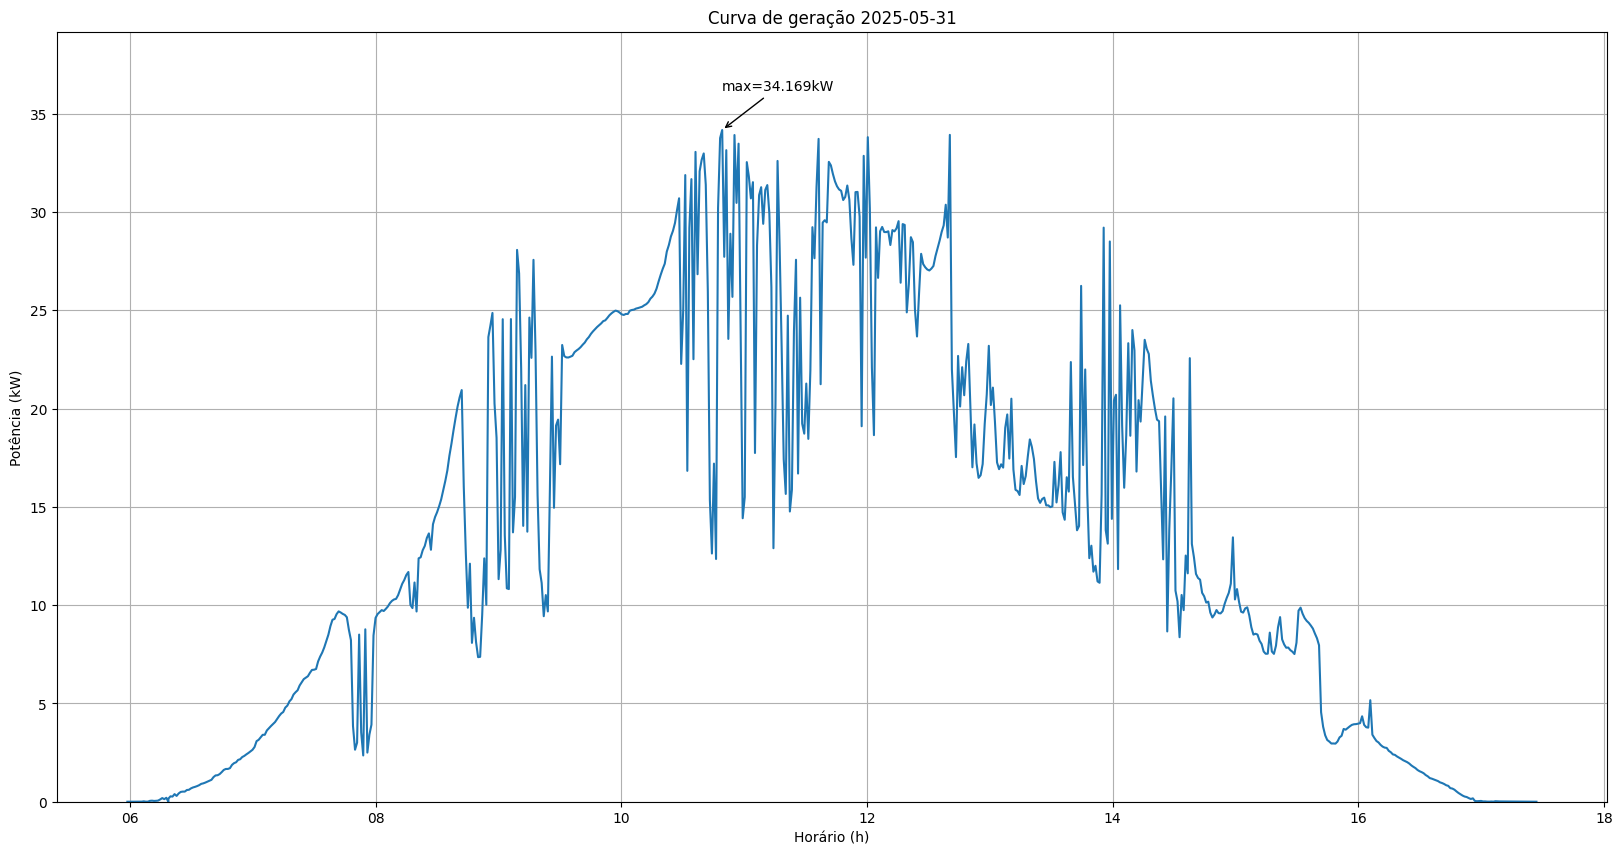 Curva de geração 2025-05-31
max=34.169kW
35
30
25
20
15
10
5
0
Potência (kW)
06 08 10 12 14 16 18
Horário (h)